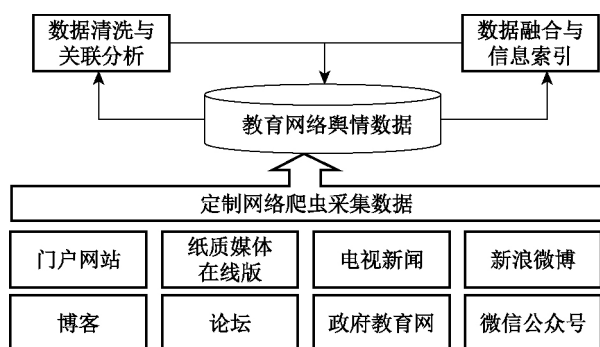 数据清洗与
关联分析
数据融合与
信息索引
教育网络舆情数据
定制网络爬虫采集数据
门户网站
纸质媒体
在线版
电视新闻
新浪微博
博客
论坛
政府教育网
微信公众号